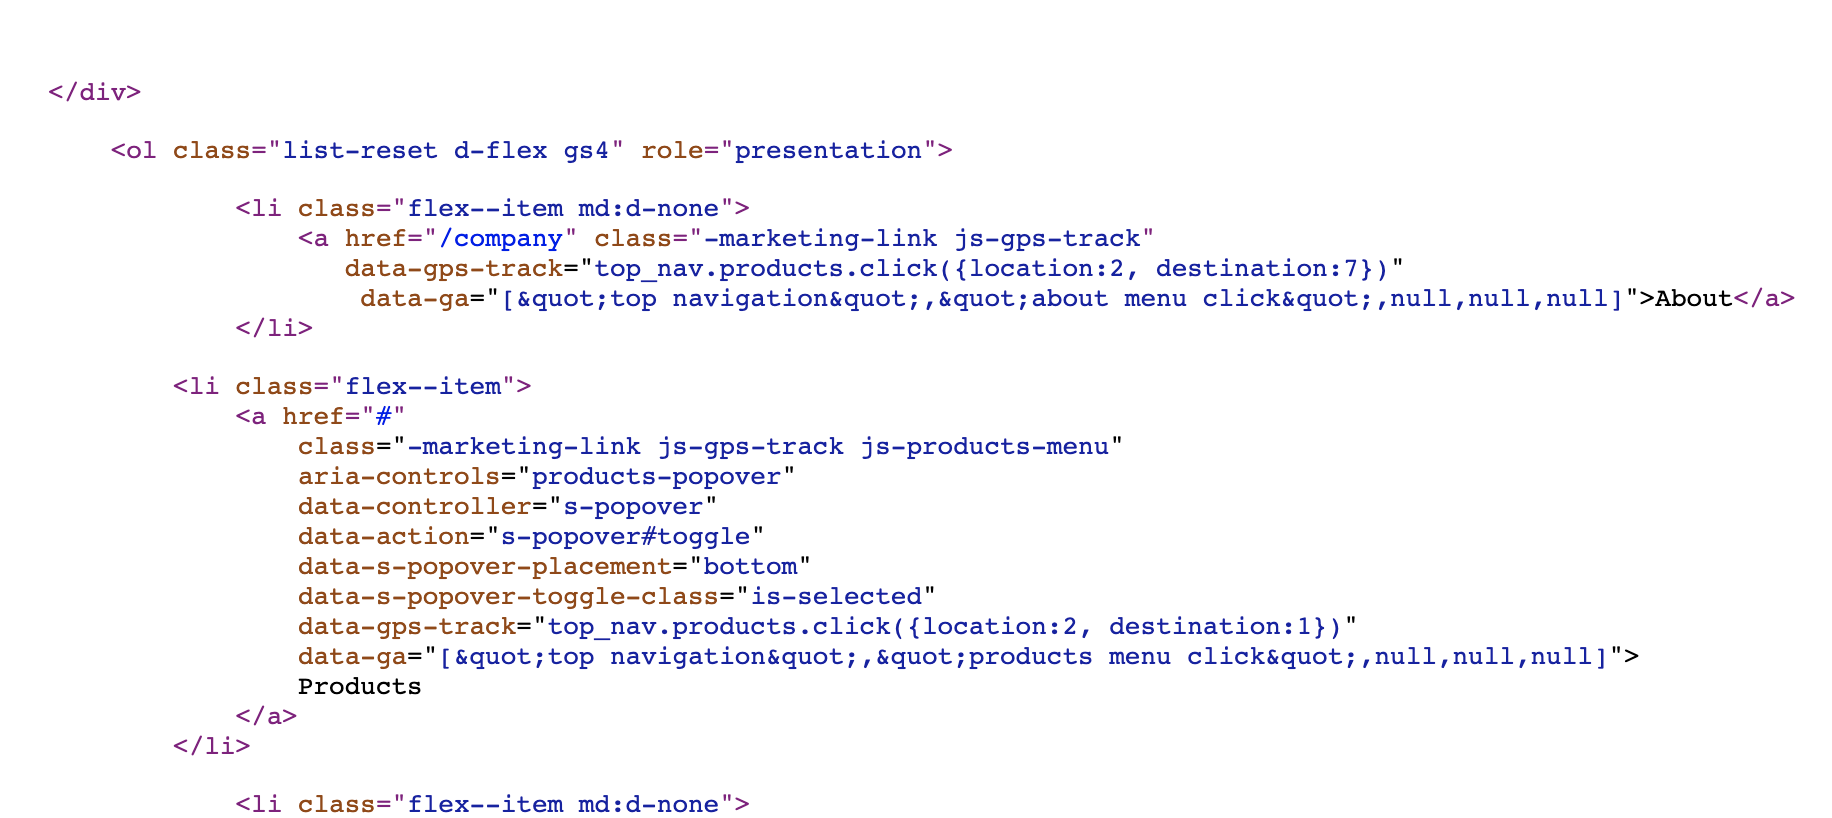 </div>
<ol class="list-reset d-flex gs4" role="presentation">
<li class="flex--item md:d-none">
<a href="/company" class="-marketing-link js-gps-track"
data-gps-track="top_nav.products.click({location:2, destination:7})"
data-ga="[&quot;top navigation&quot;,&quot;about menu click&quot;,null,null,null]">About</a>
</li>
<li class="flex--item">
<a href="#"
class="-marketing-link js-gps-track js-products-menu"
aria-controls="products-popover"
data-controller="s-popover"
data-action="s-popover#toggle"
data-s-popover-placement="bottom"
data-s-popover-toggle-class="is-selected"
data-gps-track="top_nav.products.click({location:2, destination:1})"
data-ga="[&quot;top navigation&quot;,&quot;products menu click&quot;,null,null,null]">
Products
</a>
</li>
<li class="flex--item md:d-none">